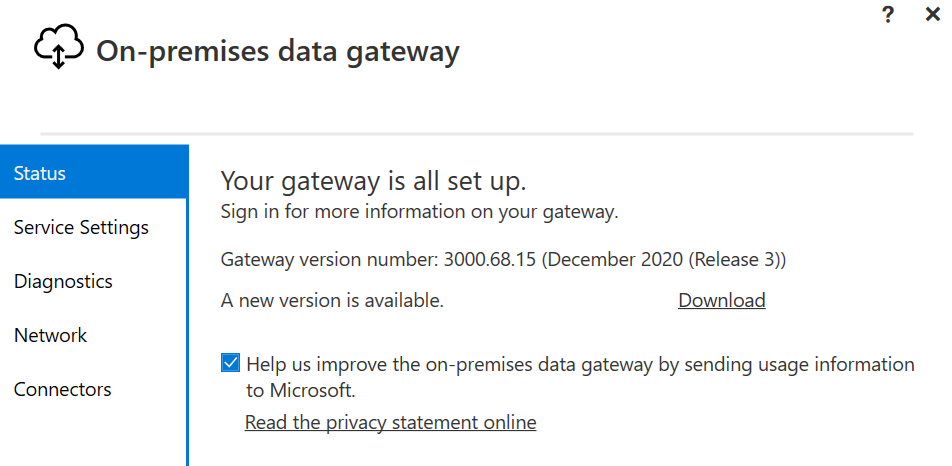 ?
×
On-premises data gateway
Status
Service Settings
Diagnostics
Network
Connectors
Your gateway is all set up.
Sign in for more information on your gateway.
Gateway version number: 3000.68.15 (December 2020 (Release 3))
A new version is available. Download
Help us improve the on-premises data gateway by sending usage information
to Microsoft.
Read the privacy statement online